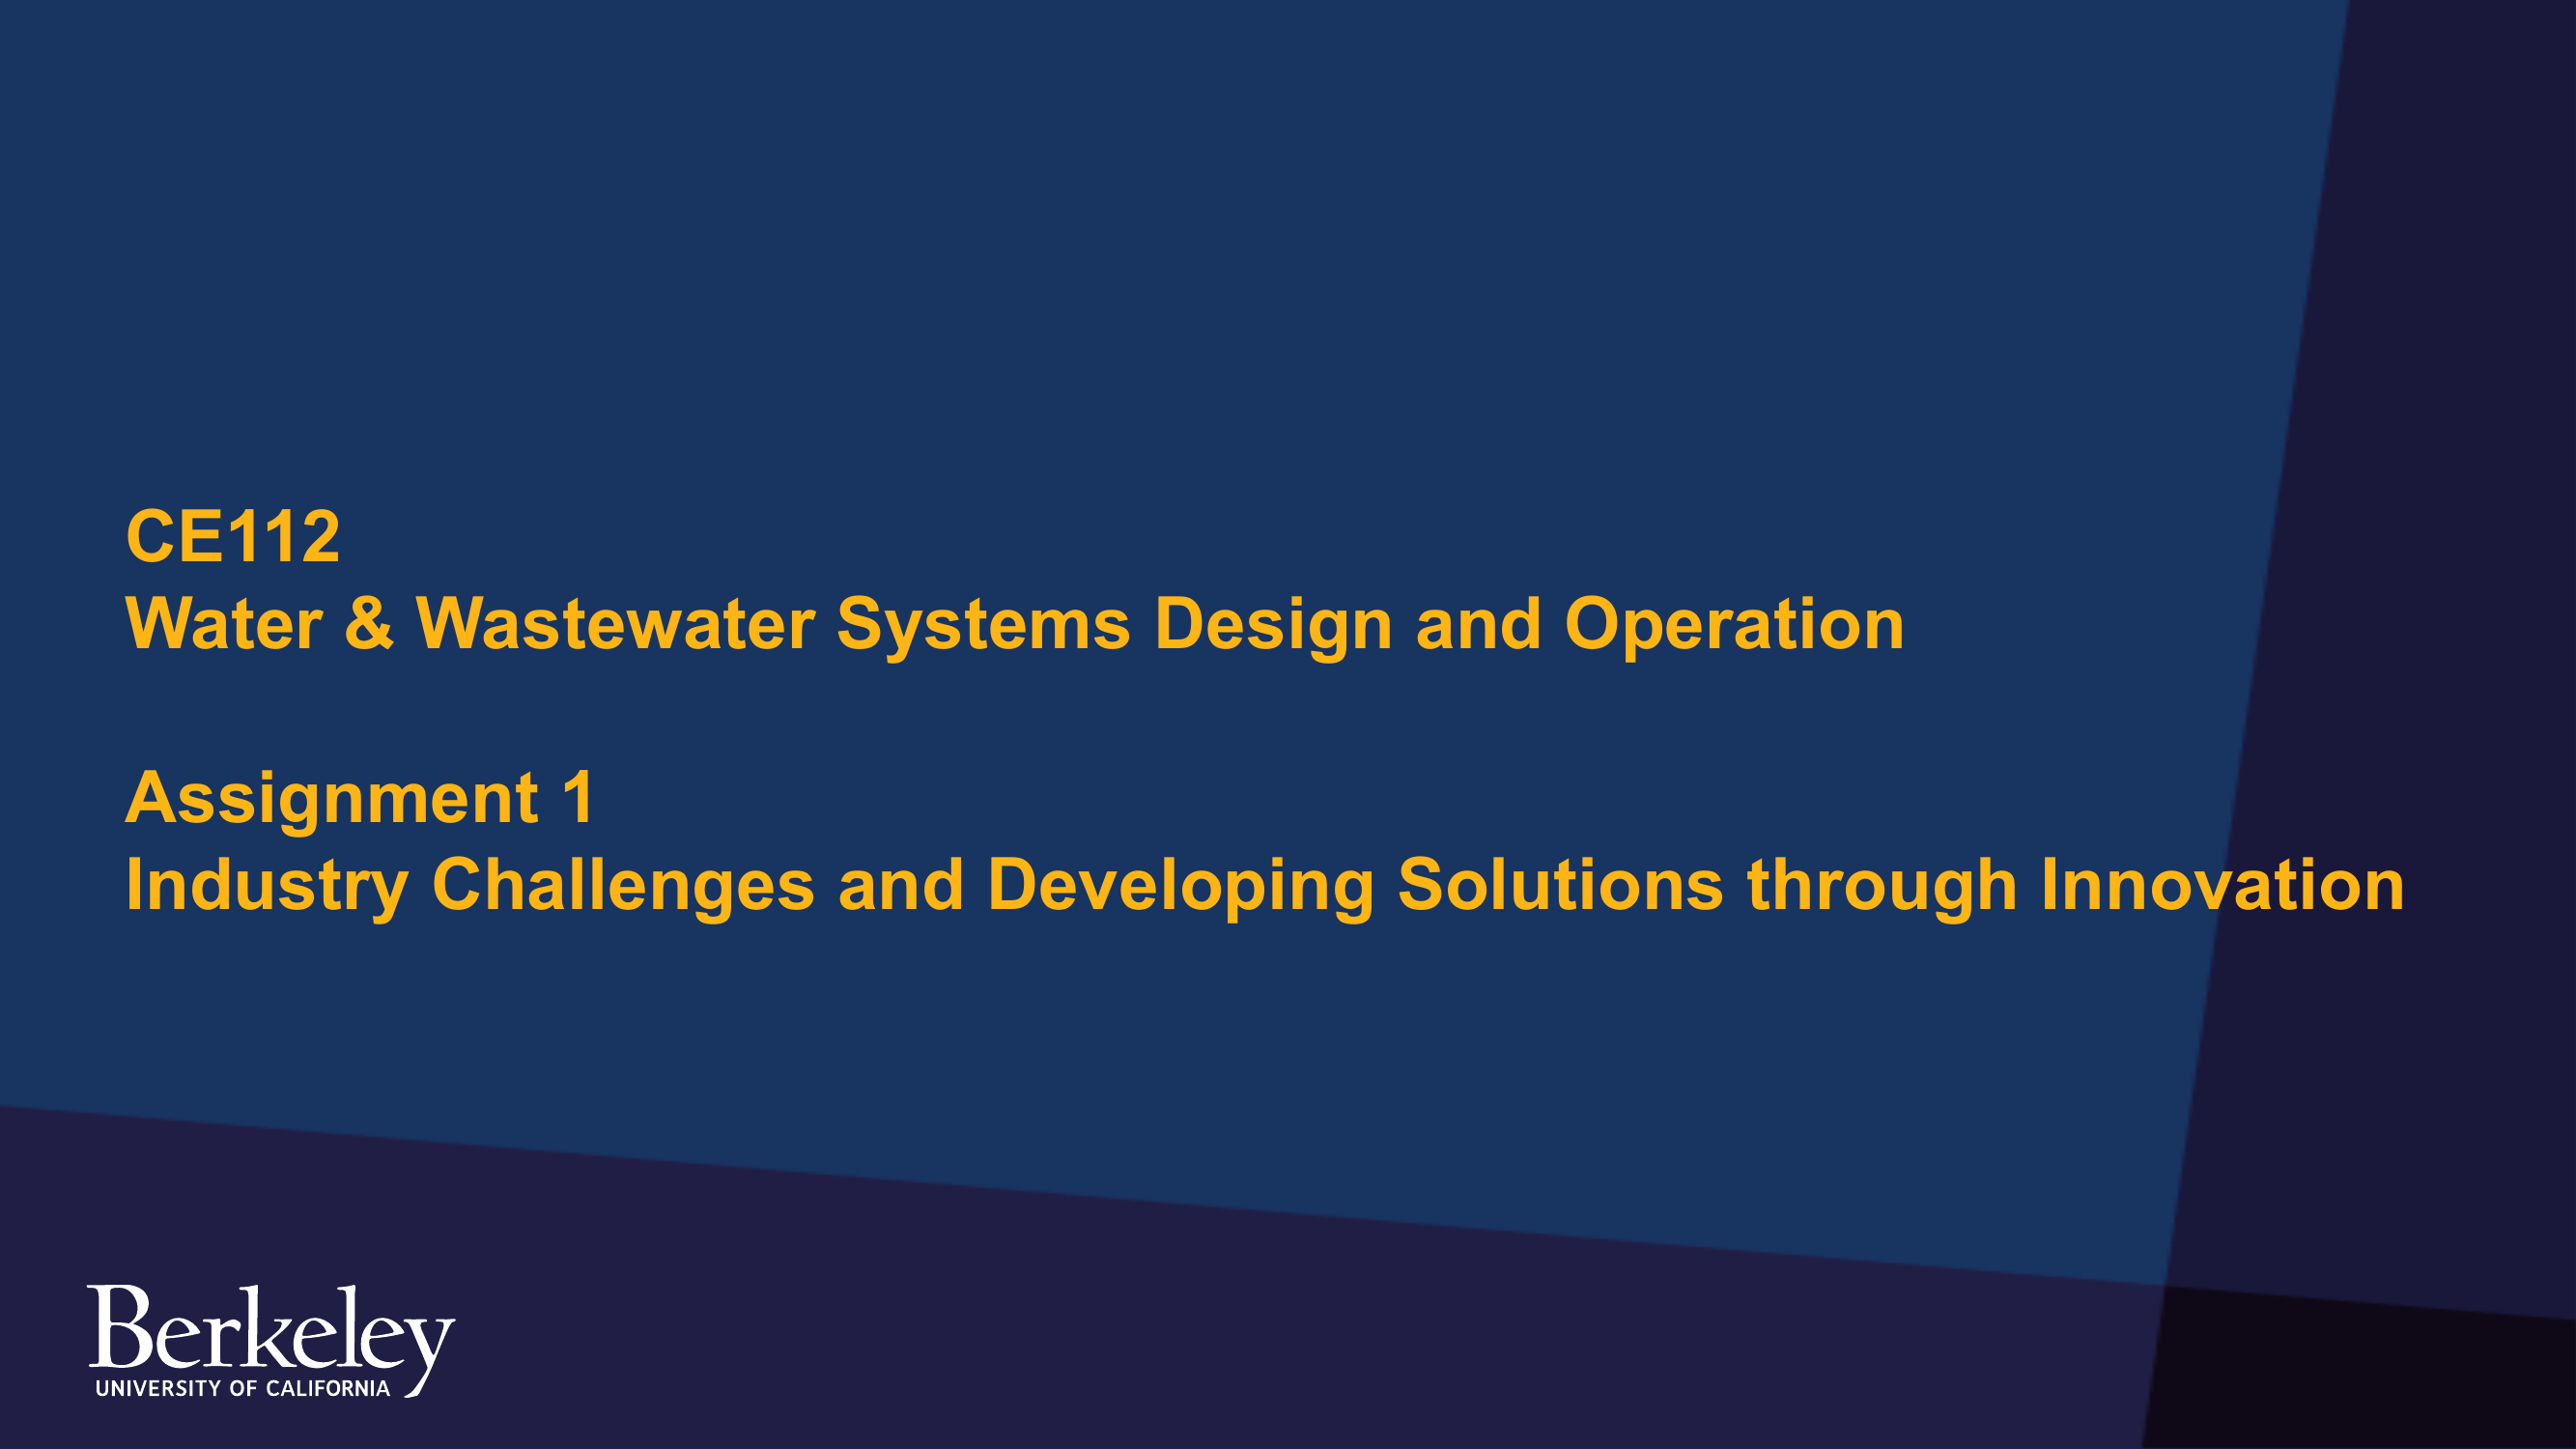 CE112
Water & Wastewater Systems Design and Operation
Assignment 1
Industry Challenges and Developing Solutions through Innovation
Berkeley
UNIVERSITY OF CALIFORNIA